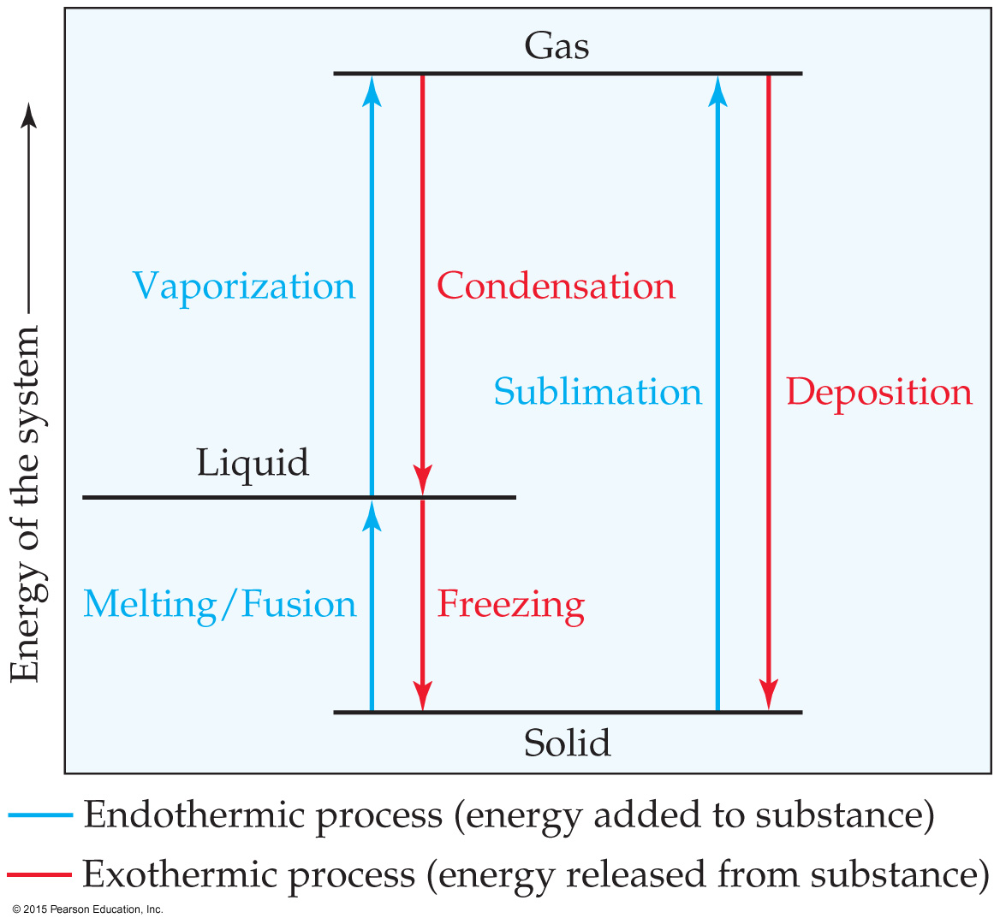 Gas
Energy of the system
Vaporization
Condensation
Sublimation
Deposition
Liquid
Melting/Fusion
Freezing
Solid
Endothermic process (energy added to substance)
Exothermic process (energy released from substance)
© 2015 Pearson Education, Inc.